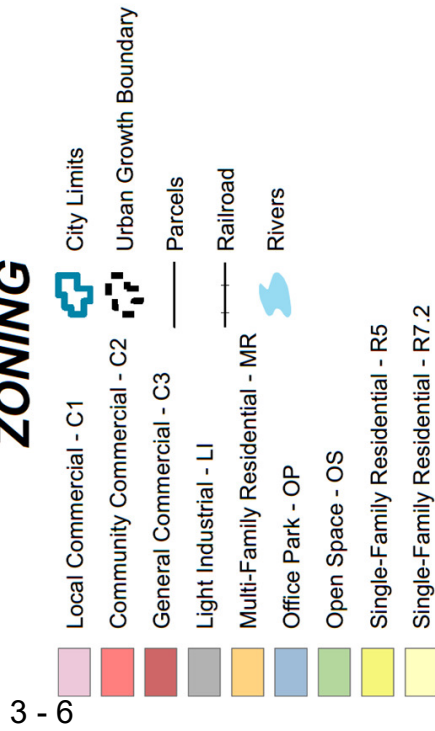 ZONING
Local Commercial - C1
Community Commercial - C2
General Commercial - C3
Light Industrial - LI
Multi-Family Residential - MR
Office Park - OP
Open Space - OS
Single-Family Residential - R5
Single-Family Residential - R7.2
City Limits
Urban Growth Boundary
Parcels
Railroad
Rivers
3 - 6